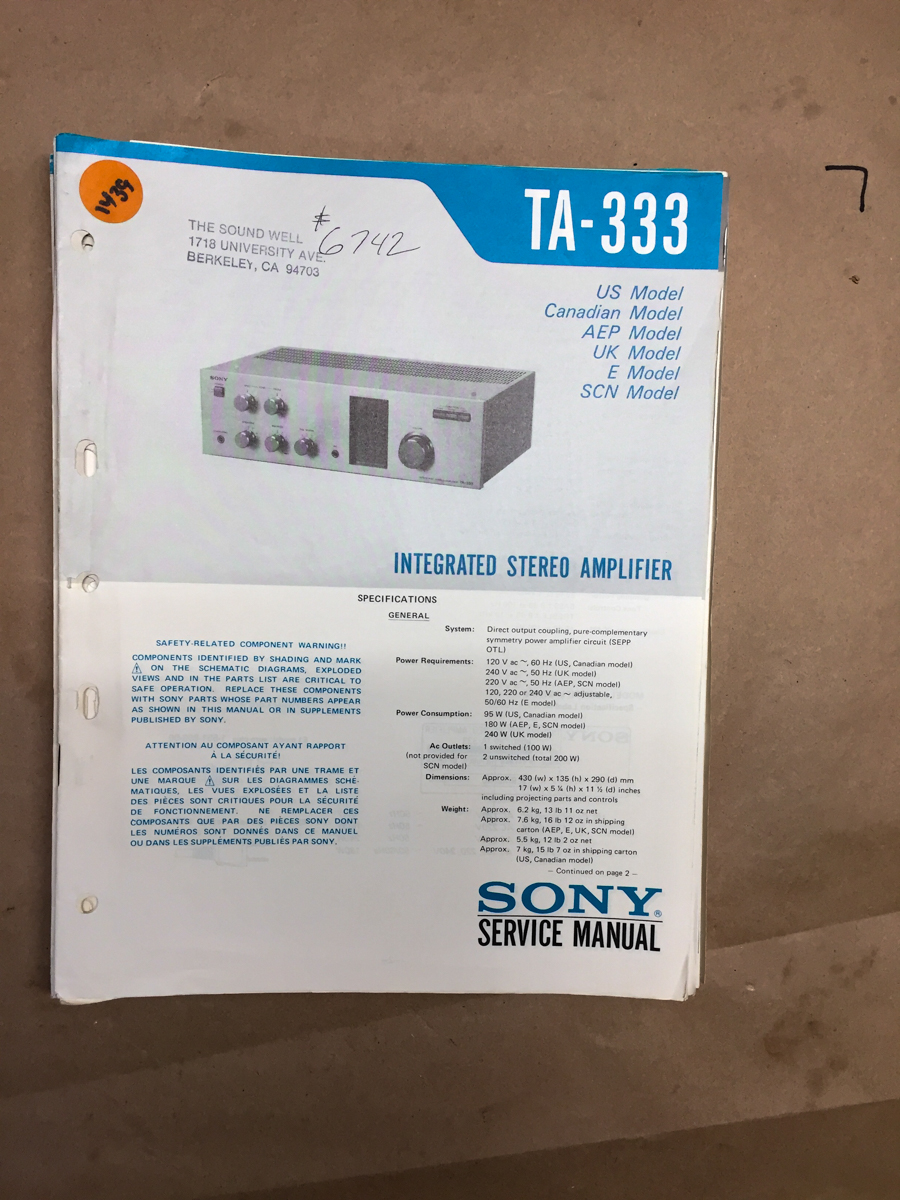 1439
THE SOUND WELL
1718 UNIVERSITY AVE.
BERKELEY, CA 94703
# 6742
TA-333
US Model
Canadian Model
AEP Model
UK Model
E Model
SCN Model
SONY
INTEGRATED STEREO AMPLIFIER
SPECIFICATIONS
GENERAL
SAFETY-RELATED COMPONENT WARNING!!
COMPONENTS IDENTIFIED BY SHADING AND MARK
⚠ ON THE SCHEMATIC DIAGRAMS, EXPLODED
VIEWS AND IN THE PARTS LIST ARE CRITICAL TO
SAFE OPERATION. REPLACE THESE COMPONENTS
WITH SONY PARTS WHOSE PART NUMBERS APPEAR
AS SHOWN IN THIS MANUAL OR IN SUPPLEMENTS
PUBLISHED BY SONY.
ATTENTION AU COMPOSANT AYANT RAPPORT
À LA SÉCURITÉ!
LES COMPOSANTS IDENTIFIÉS PAR UNE TRAME ET
UNE MARQUE ⚠ SUR LES DIAGRAMMES SCHÉ-
MATIQUES, LES VUES EXPLOSÉES ET LA LISTE
DES PIÈCES SONT CRITIQUES POUR LA SÉCURITÉ
DE FONCTIONNEMENT. NE REMPLACER CES
COMPOSANTS QUE PAR DES PIÈCES SONY DONT
LES NUMÉROS SONT DONNÉS DANS CE MANUEL
OU DANS LES SUPPLÉMENTS PUBLIÉS PAR SONY.
System: Direct output coupling, pure-complementary
symmetry power amplifier circuit (SEPP
OTL)
Power Requirements: 120 V ac ~, 60 Hz (US, Canadian model)
240 V ac ~, 50 Hz (UK model)
220 V ac ~, 50 Hz (AEP, SCN model)
120, 220 or 240 V ac ~ adjustable,
50/60 Hz (E model)
Power Consumption: 95 W (US, Canadian model)
180 W (AEP, E, SCN model)
240 W (UK model)
Ac Outlets: 1 switched (100 W)
(not provided for 2 unswitched (total 200 W)
SCN model)
Dimensions: Approx. 430 (w) x 135 (h) x 290 (d) mm
17 (w) x 5 ⅜ (h) x 11 ½ (d) inches
including projecting parts and controls
Weight: Approx. 6.2 kg, 13 lb 11 oz net
Approx. 7.6 kg, 16 lb 12 oz in shipping
carton (AEP, E, UK, SCN model)
Approx. 5.5 kg, 12 lb 2 oz net
Approx. 7 kg, 15 lb 7 oz in shipping carton
(US, Canadian model)
– Continued on page 2 –
SONY®
SERVICE MANUAL